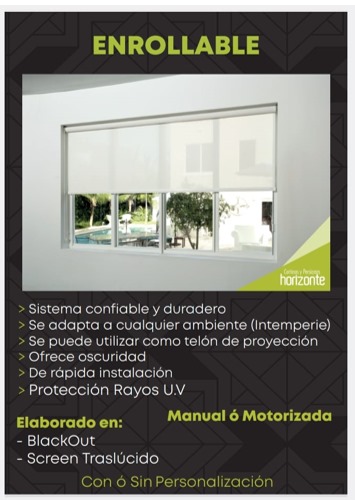 ENROLLABLE
Cortinas y Persianas
horizonte
> Sistema confiable y duradero
> Se adapta a cualquier ambiente (Intemperie)
> Se puede utilizar como telón de proyección
> Ofrece oscuridad
> De rápida instalación
> Protección Rayos U.V
Manual ó Motorizada
Elaborado en:
- BlackOut
- Screen Traslúcido
Con ó Sin Personalización